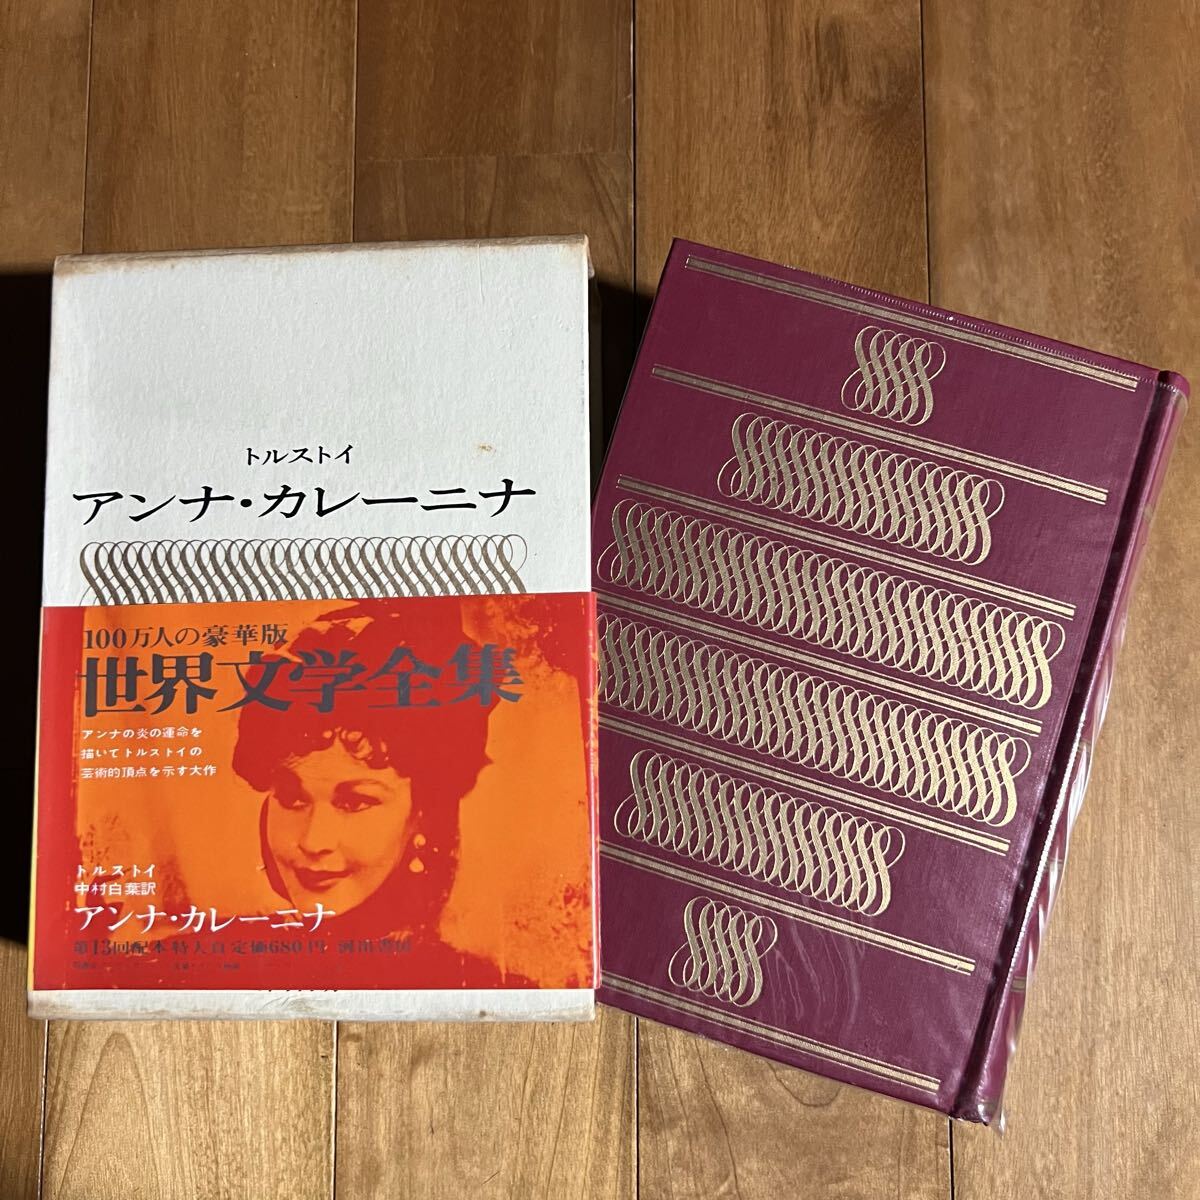 トルストイ
アンナ・カレーニナ
100万人の豪華版
世界文学全集
アンナの炎の運命を
描いてトルストイの
芸術的頂点を示す大作
トルストイ
中村白葉訳
アンナ・カレーニナ
第13回配本 特大員定価680円 河出書房